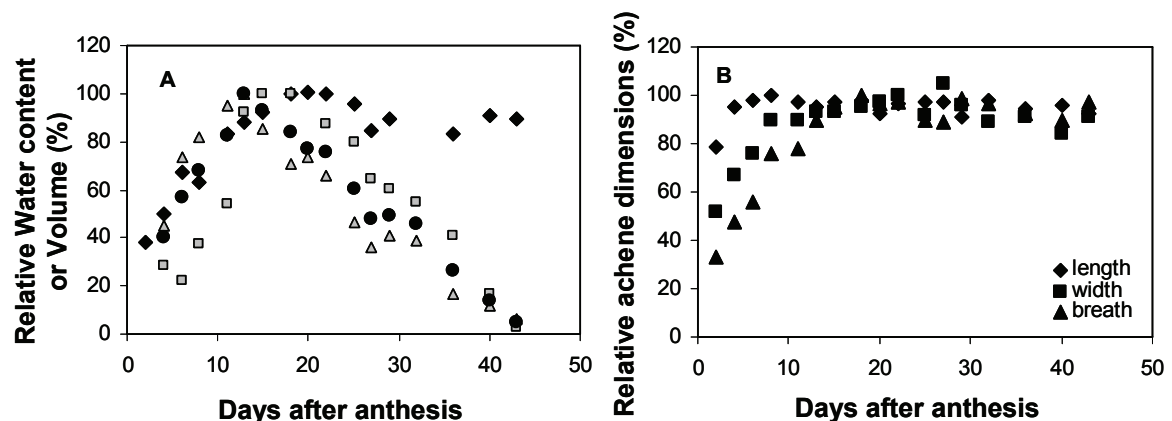 Relative Water content
or Volume (%)
120
100
80
60
40
20
0
A
0 10 20 30 40 50
Days after anthesis
Relative achene dimensions (%)
120
100
80
60
40
20
0
B
length
width
breath
0 10 20 30 40 50
Days after anthesis